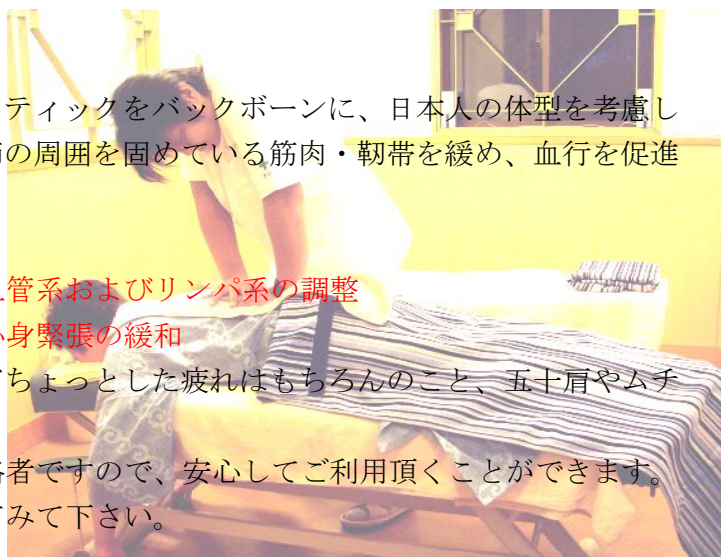 ティックをバックボーンに、日本人の体型を考慮し
の周囲を固めている筋肉・靭帯を緩め、血行を促進
管系およびリンパ系の調整
身緊張の緩和
ちょっとした疲れはもちろんのこと、五十肩やムチ
者ですので、安心してご利用頂くことができます。
みて下さい。